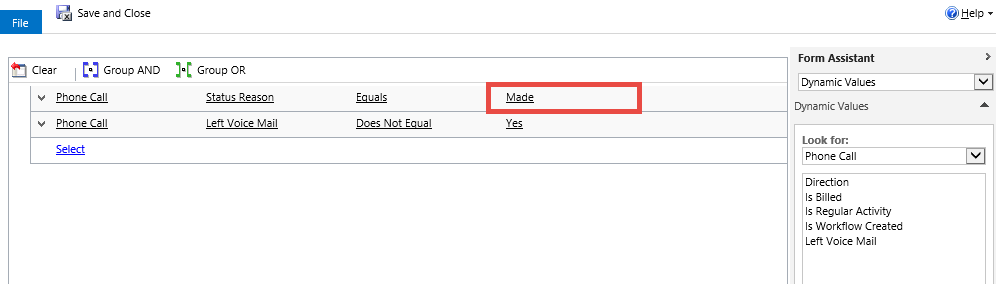 File
Save and Close
Help
Clear
Group AND
Group OR
Phone Call Status Reason Equals Made
Phone Call Left Voice Mail Does Not Equal Yes
Select
Form Assistant
Dynamic Values
Dynamic Values
Look for:
Phone Call
Direction
Is Billed
Is Regular Activity
Is Workflow Created
Left Voice Mail